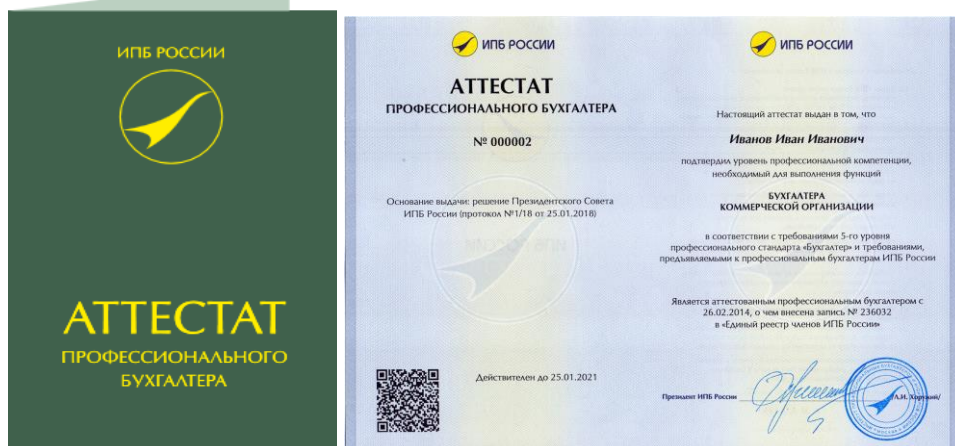 ИПБ РОССИИ
АТТЕСТАТ
ПРОФЕССИОНАЛЬНОГО
БУХГАЛТЕРА
ИПБ РОССИИ
АТТЕСТАТ
ПРОФЕССИОНАЛЬНОГО БУХГАЛТЕРА
№ 000002
Основание выдачи: решение Президентского Совета
ИПБ России (протокол №1/18 от 25.01.2018)
ИПБ РОССИИ
Действителен до 25.01.2021
ИПБ РОССИИ
Настоящий аттестат выдан в том, что
Иванов Иван Иванович
подтвердил уровень профессиональной компетенции,
необходимый для выполнения функций
БУХГАЛТЕРА
КОММЕРЧЕСКОЙ ОРГАНИЗАЦИИ
в соответствии с требованиями 5-го уровня
профессионального стандарта «Бухгалтер» и требованиями,
предъявляемыми к профессиональным бухгалтерам ИПБ России
Является аттестованным профессиональным бухгалтером с
26.02.2014, о чем внесена запись № 236032
в «Единый реестр членов ИПБ России»
Президент ИПБ России /Л.И. Хоружий/